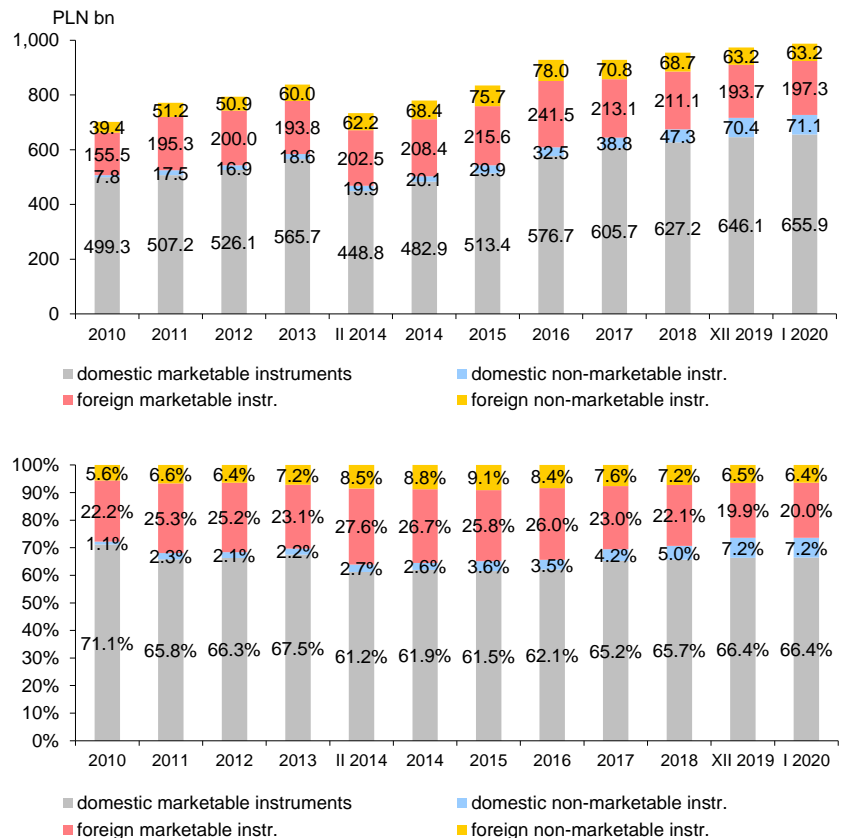 PLN bn
1,000
800
600
400
200
0
39.4 51.2 50.9 60.0 62.2 68.4 75.7 78.0 70.8 68.7 63.2 63.2
155.5 195.3 200.0 193.8 202.5 208.4 215.6 241.5 213.1 211.1 193.7 197.3
7.8 17.5 16.9 18.6 19.9 20.1 29.9 32.5 38.8 47.3 70.4 71.1
499.3 507.2 526.1 565.7 448.8 482.9 513.4 576.7 605.7 627.2 646.1 655.9
2010 2011 2012 2013 II 2014 2014 2015 2016 2017 2018 XII 2019 I 2020
domestic marketable instruments domestic non-marketable instr.
foreign marketable instr. foreign non-marketable instr.
100%
90%
80%
70%
60%
50%
40%
30%
20%
10%
0%
5.6% 6.6% 6.4% 7.2% 8.5% 8.8% 9.1% 8.4% 7.6% 7.2% 6.5% 6.4%
22.2% 25.3% 25.2% 23.1% 27.6% 26.7% 25.8% 26.0% 23.0% 22.1% 19.9% 20.0%
1.1% 2.3% 2.1% 2.2% 2.7% 2.6% 3.6% 3.5% 4.2% 5.0% 7.2% 7.2%
71.1% 65.8% 66.3% 67.5% 61.2% 61.9% 61.5% 62.1% 65.2% 65.7% 66.4% 66.4%
2010 2011 2012 2013 II 2014 2014 2015 2016 2017 2018 XII 2019 I 2020
domestic marketable instruments domestic non-marketable instr.
foreign marketable instr. foreign non-marketable instr.